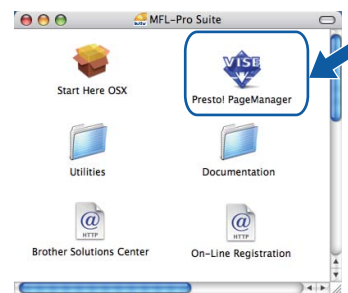 MFL-Pro Suite
VISE
Start Here OSX
Presto! PageManager
Utilities
Documentation
@
HTTP
@
HTTP
Brother Solutions Center
On-Line Registration